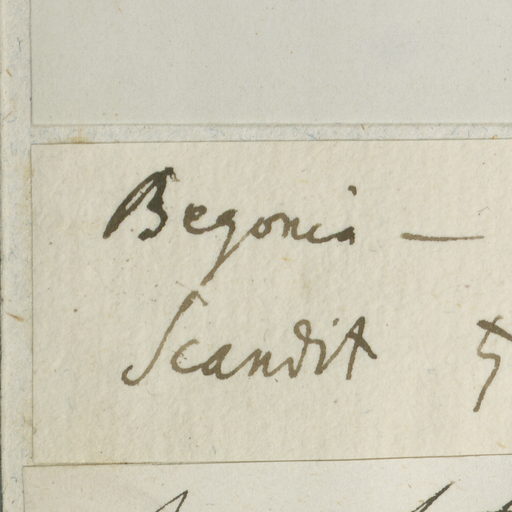 Begonia —
Scandit ♄